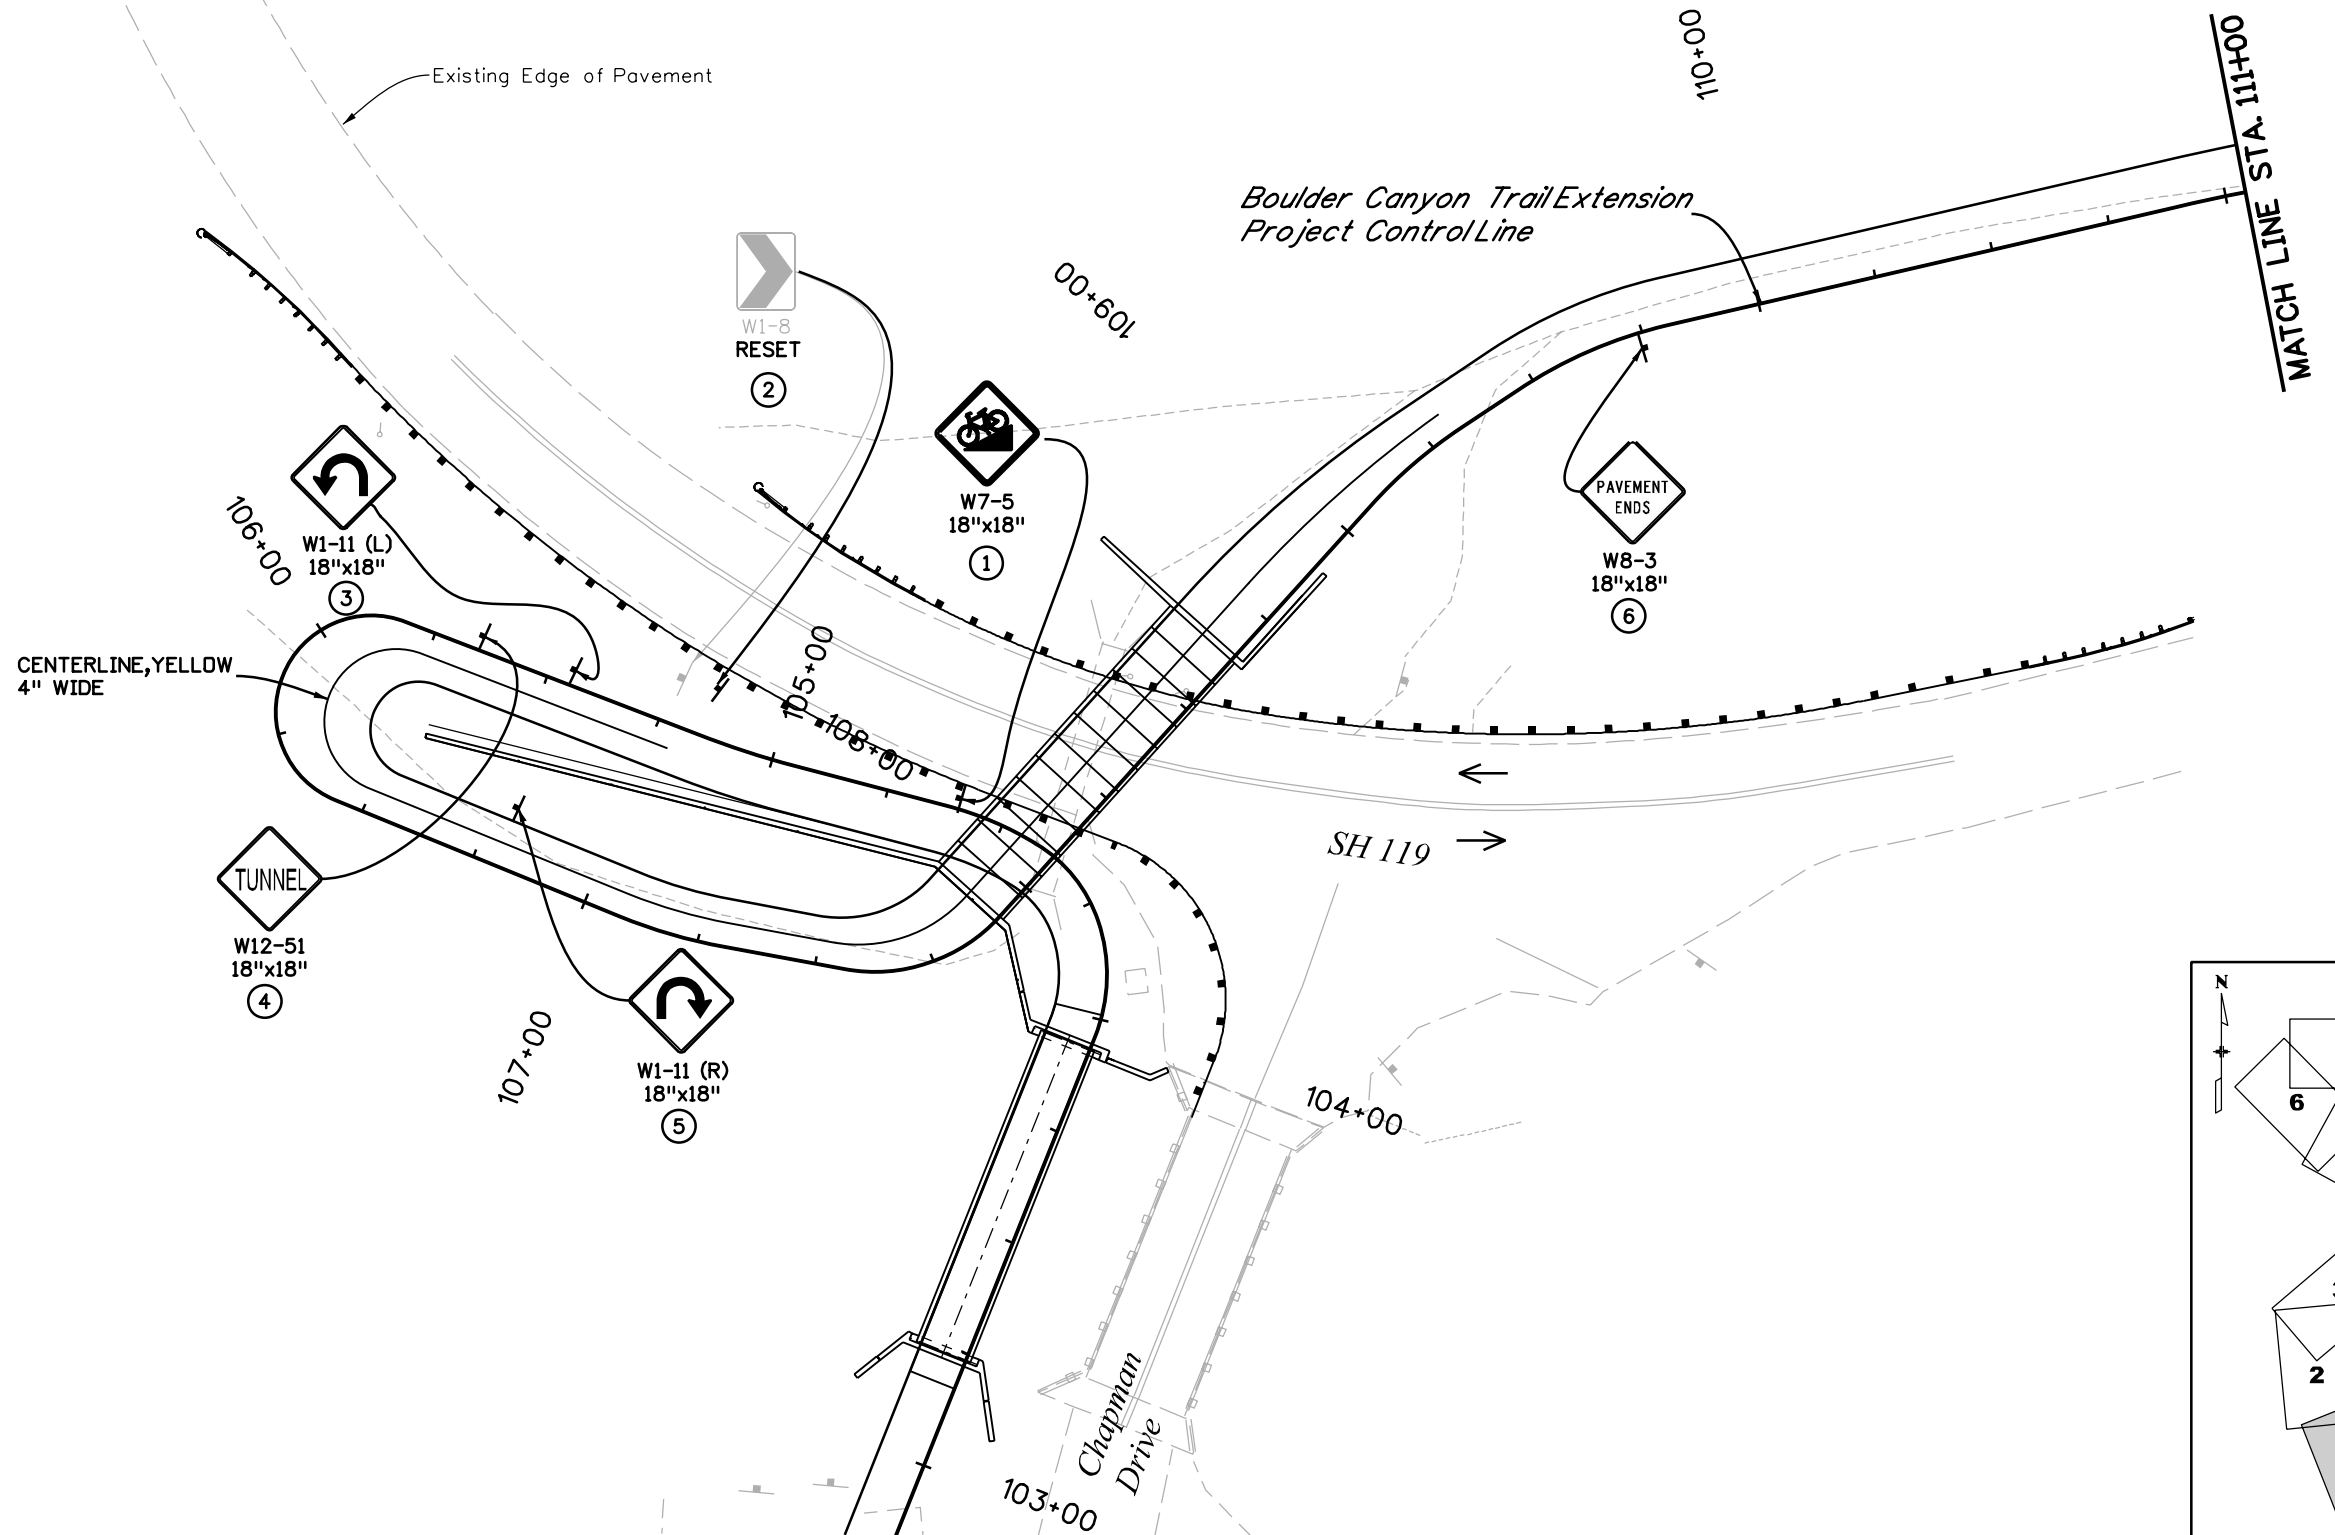 110+00
MATCH LINE STA. 111+00
Existing Edge of Pavement
Boulder Canyon Trail Extension
Project Control Line
109+00
W1-8
RESET
2
W7-5
18"x18"
1
W1-11 (L)
18"x18"
3
106+00
PAVEMENT
ENDS
W8-3
18"x18"
6
CENTERLINE, YELLOW
4" WIDE
105+00
108+00
SH 119
TUNNEL
W12-51
18"x18"
4
W1-11 (R)
18"x18"
5
107+00
104+00
N
6
2
Chapman
Drive
103+00